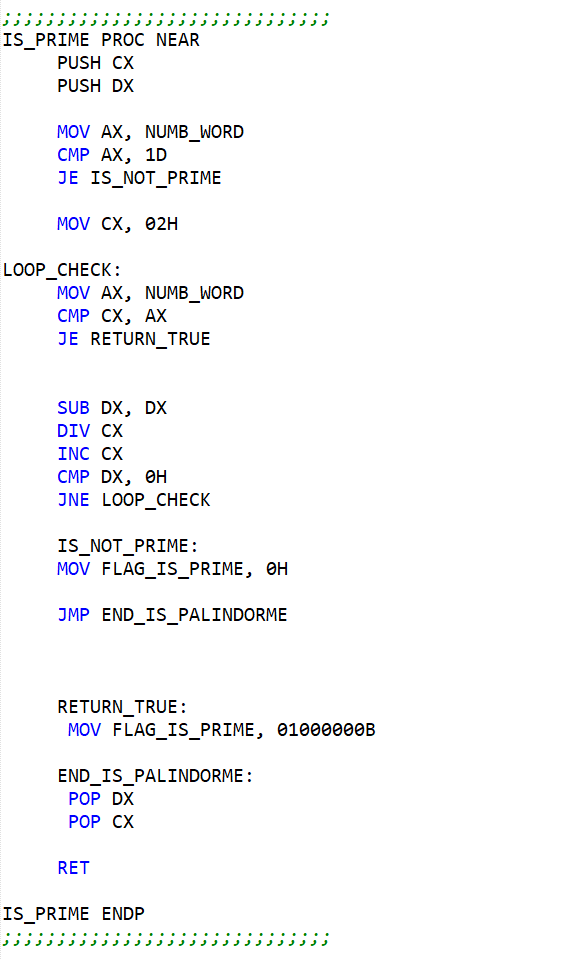 ;;;;;;;;;;;;;;;;;;;;;;;;;;;;;;
IS_PRIME PROC NEAR
PUSH CX
PUSH DX
MOV AX, NUMB_WORD
CMP AX, 1D
JE IS_NOT_PRIME
MOV CX, 02H
LOOP_CHECK:
MOV AX, NUMB_WORD
CMP CX, AX
JE RETURN_TRUE
SUB DX, DX
DIV CX
INC CX
CMP DX, 0H
JNE LOOP_CHECK
IS_NOT_PRIME:
MOV FLAG_IS_PRIME, 0H
JMP END_IS_PALINDORME
RETURN_TRUE:
MOV FLAG_IS_PRIME, 01000000B
END_IS_PALINDORME:
POP DX
POP CX
RET
IS_PRIME ENDP
;;;;;;;;;;;;;;;;;;;;;;;;;;;;;;